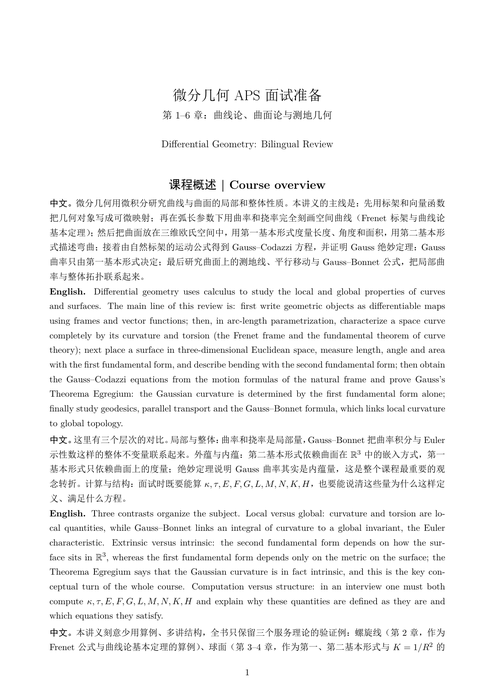 微分几何 APS 面试准备
第 1–6 章：曲线论、曲面论与测地几何
Differential Geometry: Bilingual Review
课程概述 | Course overview
中文。微分几何用微积分研究曲线与曲面的局部和整体性质。本讲义的主线是：先用标架和向量函数
把几何对象写成可微映射；再在弧长参数下用曲率和挠率完全刻画空间曲线（Frenet 标架与曲线论
基本定理）；然后把曲面放在三维欧氏空间中，用第一基本形式度量长度、角度和面积，用第二基本形
式描述弯曲；接着由自然标架的运动公式得到 Gauss–Codazzi 方程，并证明 Gauss 绝妙定理：Gauss
曲率只由第一基本形式决定；最后研究曲面上的测地线、平行移动与 Gauss–Bonnet 公式，把局部曲
率与整体拓扑联系起来。
English. Differential geometry uses calculus to study the local and global properties of curves
and surfaces. The main line of this review is: first write geometric objects as differentiable maps
using frames and vector functions; then, in arc-length parametrization, characterize a space curve
completely by its curvature and torsion (the Frenet frame and the fundamental theorem of curve
theory); next place a surface in three-dimensional Euclidean space, measure length, angle and area
with the first fundamental form, and describe bending with the second fundamental form; then obtain
the Gauss–Codazzi equations from the motion formulas of the natural frame and prove Gauss's
Theorema Egregium: the Gaussian curvature is determined by the first fundamental form alone;
finally study geodesics, parallel transport and the Gauss–Bonnet formula, which links local curvature
to global topology.
中文。这里有三个层次的对比。局部与整体：曲率和挠率是局部量，Gauss–Bonnet 把曲率积分与 Euler
示性数这样的整体不变量联系起来。外蕴与内蕴：第二基本形式依赖曲面在 ℝ³ 中的嵌入方式，第一
基本形式只依赖曲面上的度量；绝妙定理说明 Gauss 曲率其实是内蕴量，这是整个课程最重要的观
念转折。计算与结构：面试时既要能算 κ, τ, E, F, G, L, M, N, K, H，也要能说清这些量为什么这样定
义、满足什么方程。
English. Three contrasts organize the subject. Local versus global: curvature and torsion are lo-
cal quantities, while Gauss–Bonnet links an integral of curvature to a global invariant, the Euler
characteristic. Extrinsic versus intrinsic: the second fundamental form depends on how the sur-
face sits in ℝ³, whereas the first fundamental form depends only on the metric on the surface; the
Theorema Egregium says that the Gaussian curvature is in fact intrinsic, and this is the key con-
ceptual turn of the whole course. Computation versus structure: in an interview one must both
compute κ, τ, E, F, G, L, M, N, K, H and explain why these quantities are defined as they are and
which equations they satisfy.
中文。本讲义刻意少用算例、多讲结构，全书只保留三个服务理论的验证例：螺旋线（第 2 章，作为
Frenet 公式与曲线论基本定理的算例）、球面（第 3–4 章，作为第一、第二基本形式与 K = 1/R² 的
1